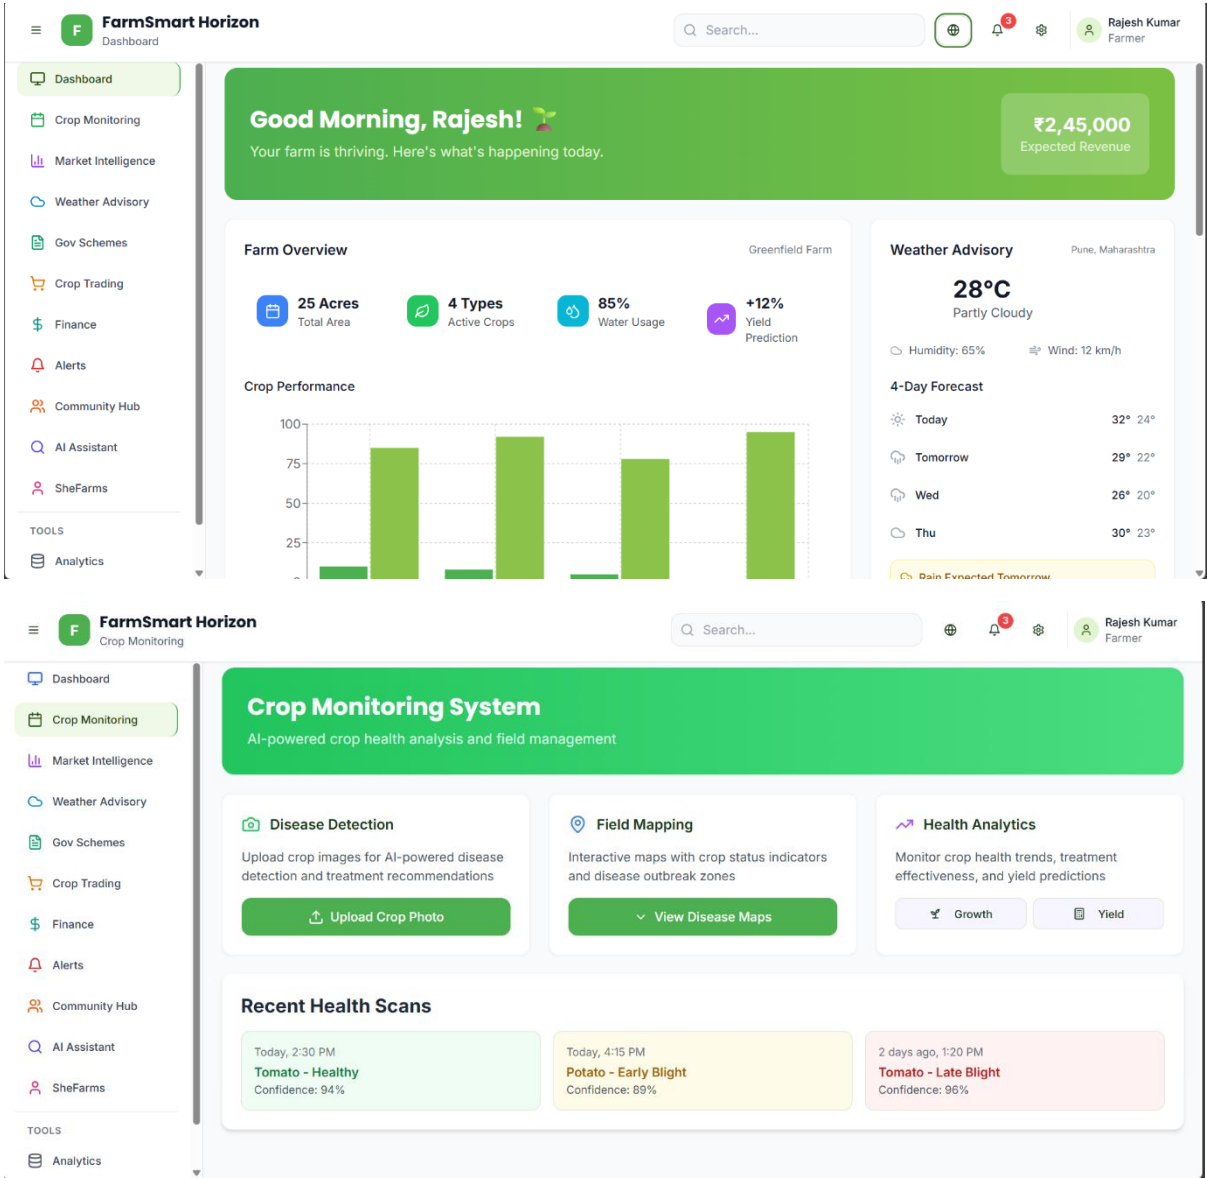 F
FarmSmart Horizon
Dashboard
Search...
3
Rajesh Kumar
Farmer
Dashboard
Crop Monitoring
Market Intelligence
Weather Advisory
Gov Schemes
Crop Trading
Finance
Alerts
Community Hub
AI Assistant
SheFarms
TOOLS
Analytics
Good Morning, Rajesh!
Your farm is thriving. Here's what's happening today.
₹2,45,000
Expected Revenue
Farm Overview
Greenfield Farm
25 Acres
Total Area
4 Types
Active Crops
85%
Water Usage
+12%
Yield
Prediction
Crop Performance
100
75
50
25
0
Weather Advisory
Pune, Maharashtra
28°C
Partly Cloudy
Humidity: 65%
Wind: 12 km/h
4-Day Forecast
Today 32° 24°
Tomorrow 29° 22°
Wed 26° 20°
Thu 30° 23°
Rain Expected Tomorrow
F
FarmSmart Horizon
Crop Monitoring
Search...
3
Rajesh Kumar
Farmer
Dashboard
Crop Monitoring
Market Intelligence
Weather Advisory
Gov Schemes
Crop Trading
Finance
Alerts
Community Hub
AI Assistant
SheFarms
TOOLS
Analytics
Crop Monitoring System
AI-powered crop health analysis and field management
Disease Detection
Upload crop images for AI-powered disease
detection and treatment recommendations
Upload Crop Photo
Field Mapping
Interactive maps with crop status indicators
and disease outbreak zones
View Disease Maps
Health Analytics
Monitor crop health trends, treatment
effectiveness, and yield predictions
Growth
Yield
Recent Health Scans
Today, 2:30 PM
Tomato - Healthy
Confidence: 94%
Today, 4:15 PM
Potato - Early Blight
Confidence: 89%
2 days ago, 1:20 PM
Tomato - Late Blight
Confidence: 96%